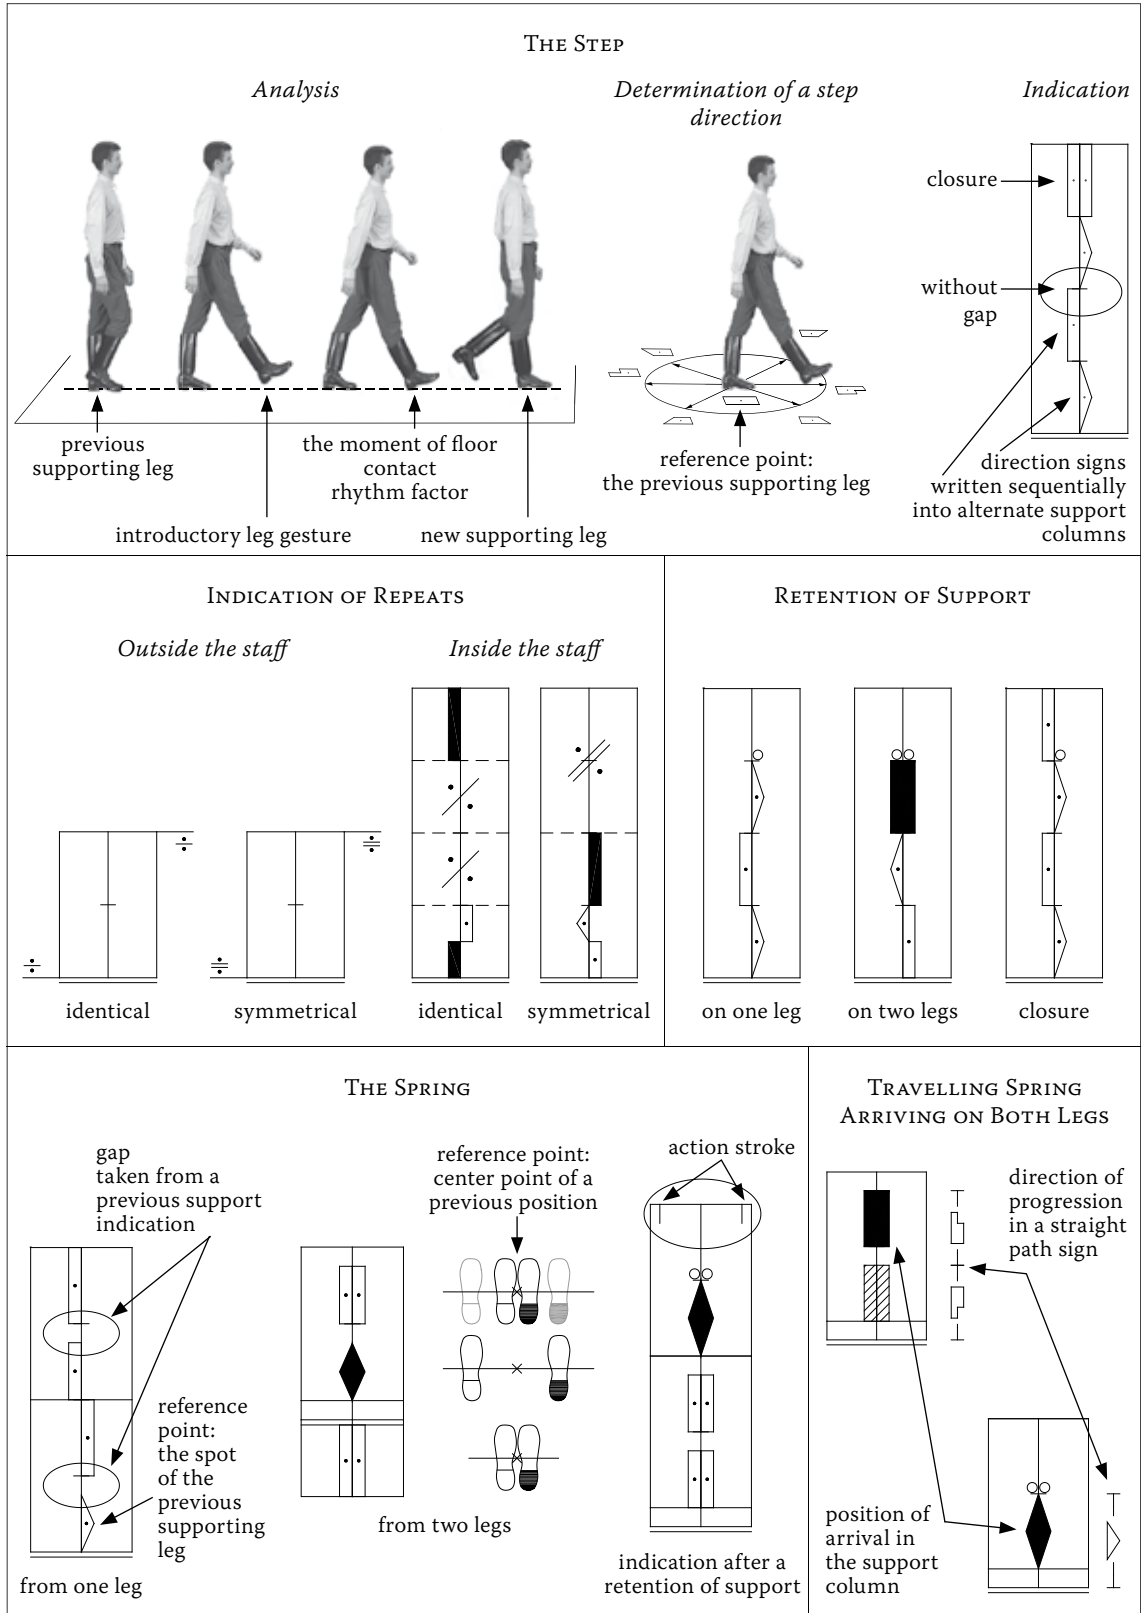 The Step
Analysis
Determination of a step
direction
Indication
closure
without
gap
previous
supporting leg
the moment of floor
contact
rhythm factor
introductory leg gesture
new supporting leg
reference point:
the previous supporting leg
direction signs
written sequentially
into alternate support
columns
Indication of Repeats
Outside the staff
Inside the staff
identical
symmetrical
identical
symmetrical
Retention of Support
on one leg
on two legs
closure
The Spring
gap
taken from a
previous support
indication
reference
point:
the spot
of the
previous
supporting
leg
from one leg
reference point:
center point of a
previous position
from two legs
action stroke
indication after a
retention of support
Travelling Spring
Arriving on Both Legs
direction of
progression
in a straight
path sign
position of
arrival in
the support
column